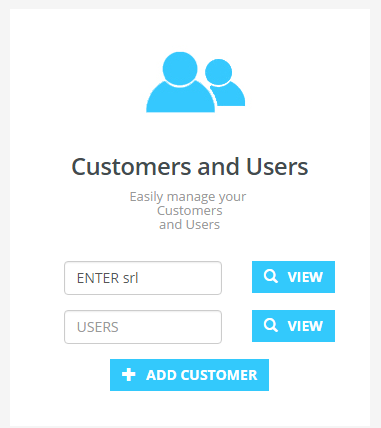 Customers and Users
Easily manage your
Customers
and Users
ENTER srl
VIEW
USERS
VIEW
ADD CUSTOMER